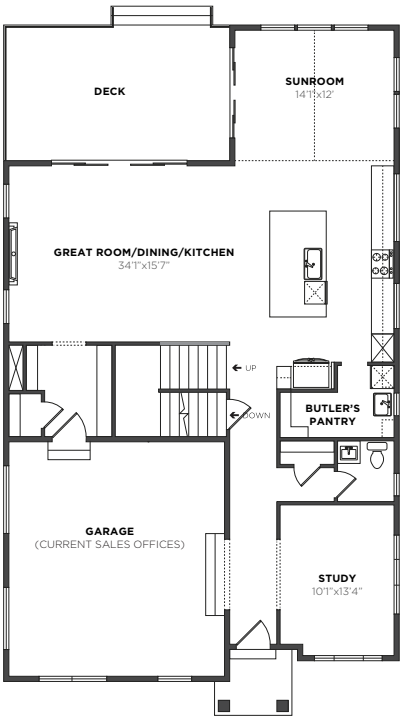 DECK
SUNROOM
14'1"x12'
GREAT ROOM/DINING/KITCHEN
34'1"x15'7"
UP
DOWN
BUTLER'S
PANTRY
GARAGE
(CURRENT SALES OFFICES)
STUDY
10'1"x13'4"